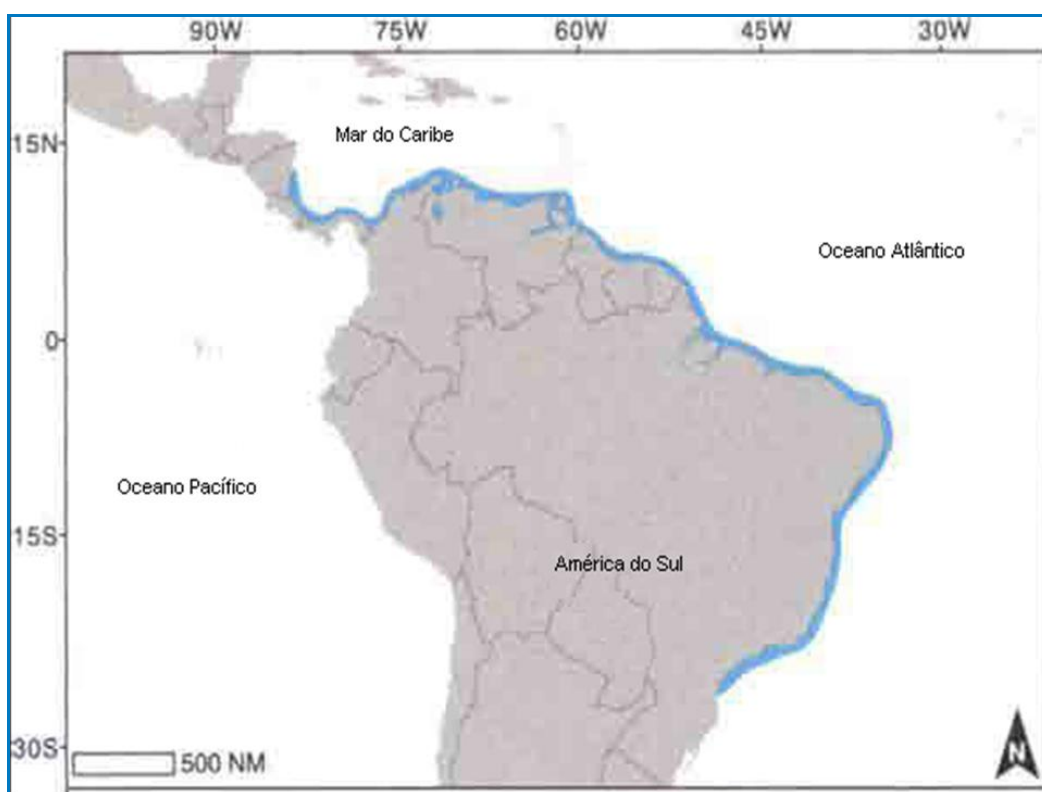 90W 75W 60W 45W 30W
Mar do Caribe
15N
Oceano Atlântico
0
Oceano Pacífico
15S
América do Sul
30S
500 NM
N